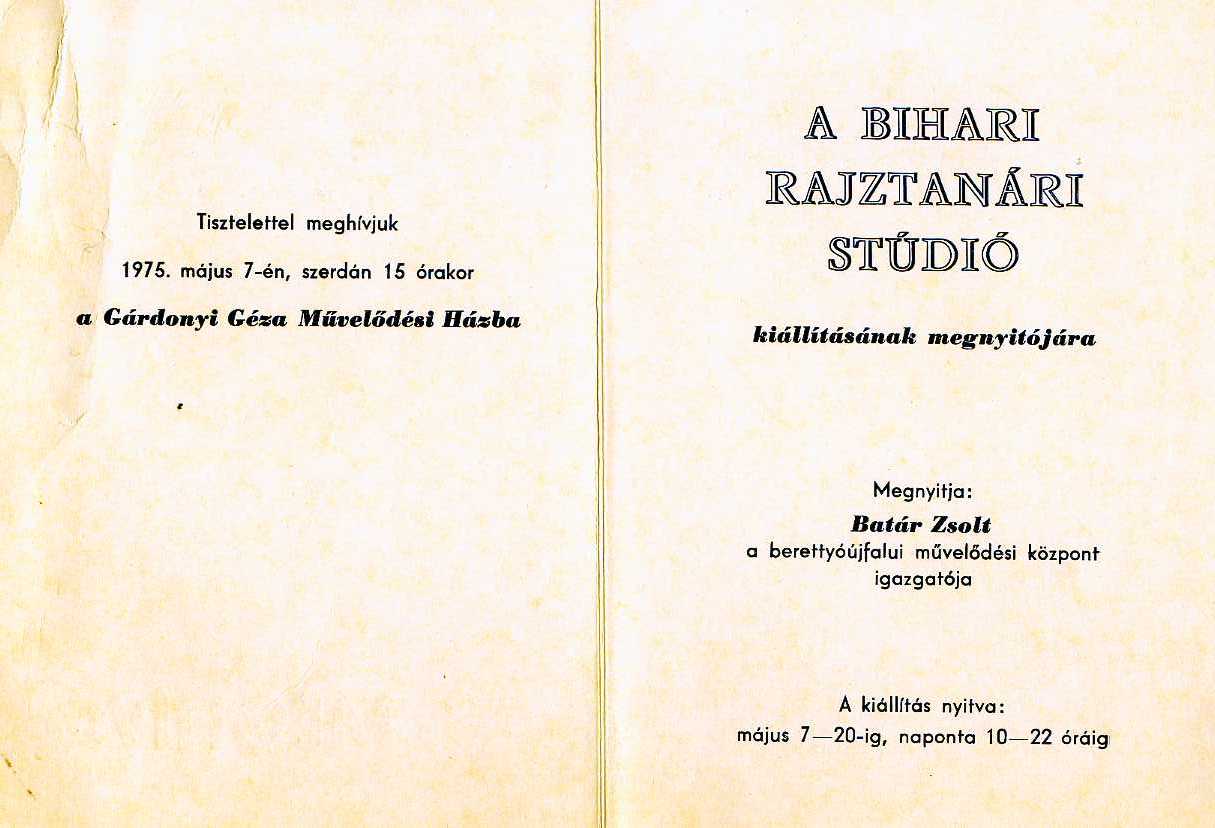 Tisztelettel meghívjuk
1975. május 7-én, szerdán 15 órakor
a Gárdonyi Géza Művelődési Házba
A BIHARI
RAJZTANÁRI
STÚDIÓ
kiállításának megnyitójára
Megnyitja:
Batár Zsolt
a berettyóújfalui művelődési központ
igazgatója
A kiállítás nyitva:
május 7—20-ig, naponta 10—22 óráig